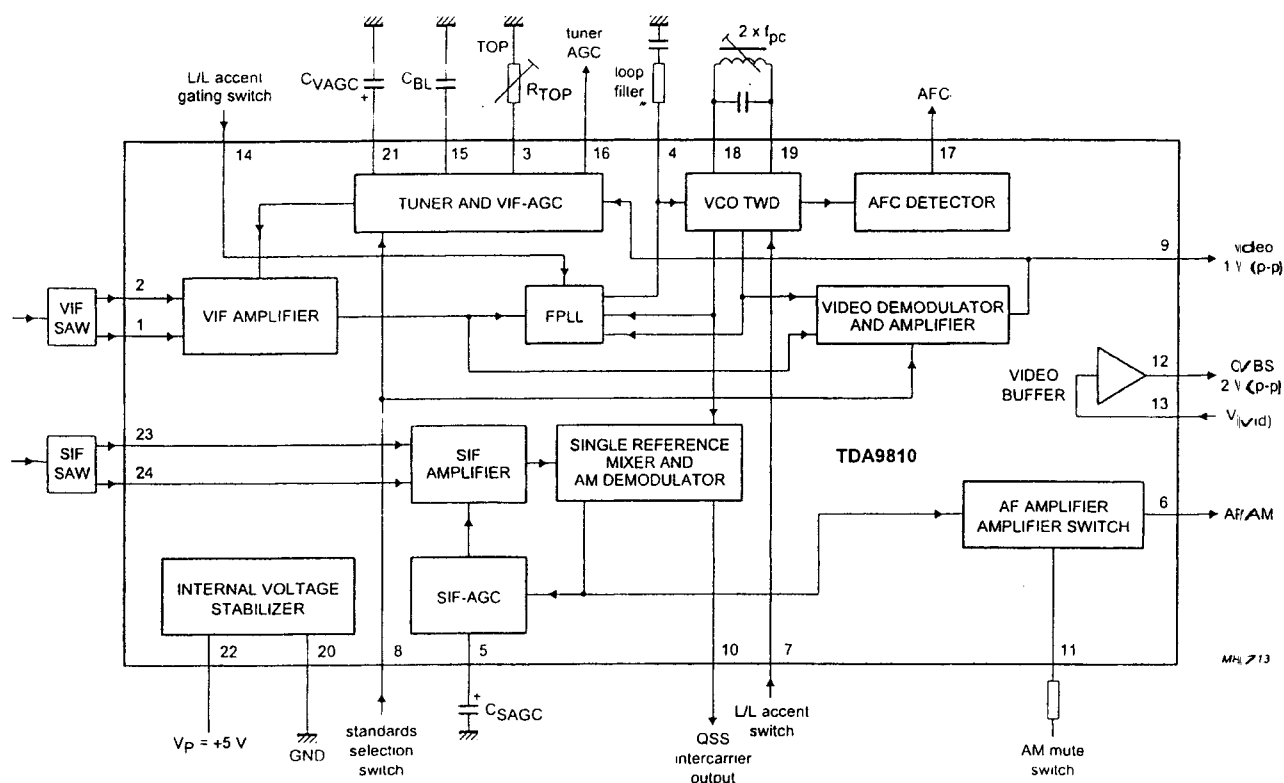 TOP
tuner
AGC
2 x fpc
L/L accent
gating switch
CVAGC
+
CBL
RTOP
loop
filter
AFC
14
21
15
3
16
4
18
19
17
TUNER AND VIF-AGC
VCO TWD
AFC DETECTOR
9
video
1 V (p-p)
2
VIF
SAW
1
VIF AMPLIFIER
FPLL
VIDEO DEMODULATOR
AND AMPLIFIER
VIDEO
BUFFER
12
2 V (p-p)
13
23
SIF
SAW
24
SIF
AMPLIFIER
SINGLE REFERENCE
MIXER AND
AM DEMODULATOR
TDA9810
AF AMPLIFIER
AMPLIFIER SWITCH
6
AF/AM
INTERNAL VOLTAGE
STABILIZER
SIF-AGC
22
20
8
5
10
7
11
VP = +5 V
GND
standards
selection
switch
+
CSAGC
QSS
intercarrier
output
L/L accent
switch
AM mute
switch